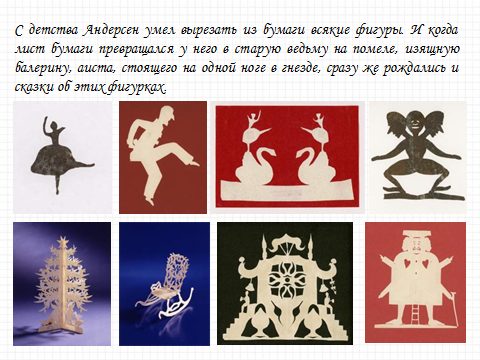 С детства Андерсен умел вырезать из бумаги всякие фигуры. И когда
лист бумаги превращался у него в старую ведьму на помеле, изящную
балерину, аиста, стоящего на одной ноге в гнезде, сразу же рождались и
сказки об этих фигурках.